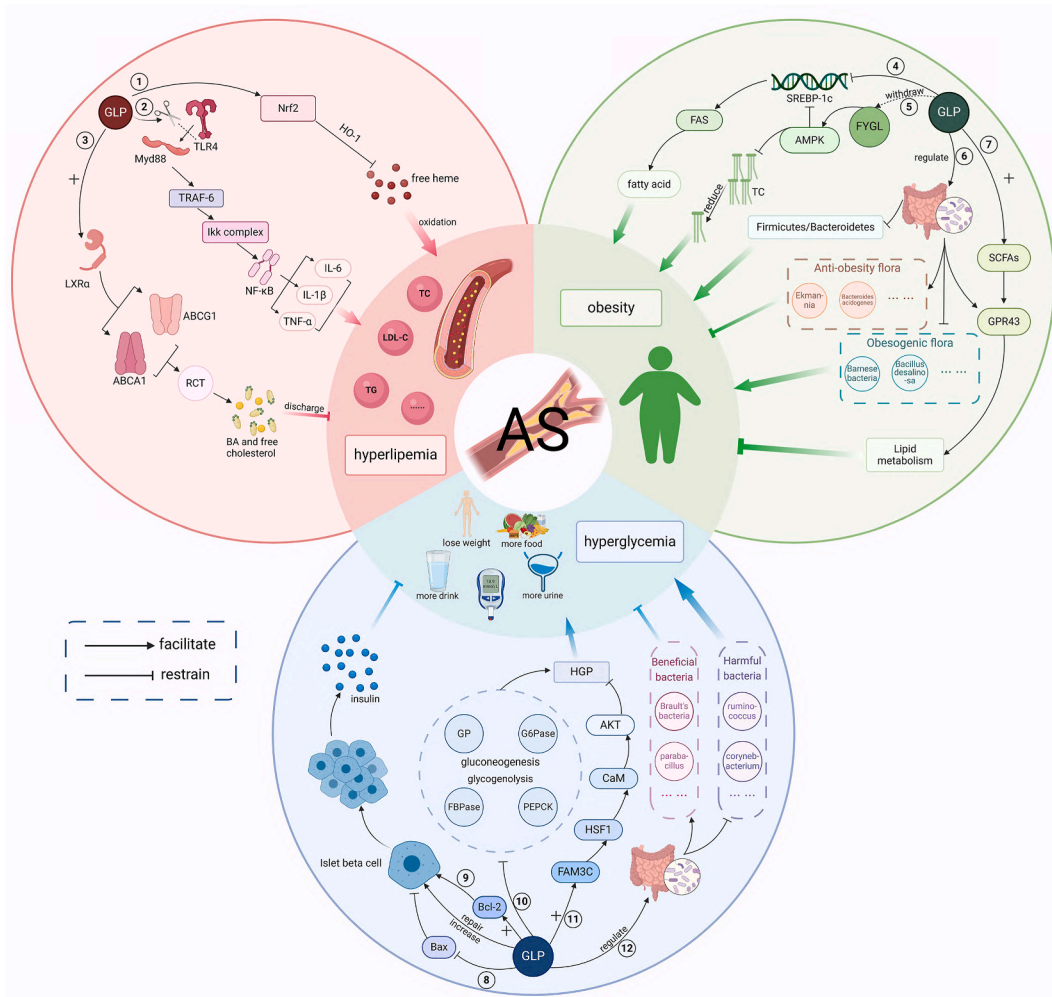 1
GLP
2
3
+
TLR4
Myd88
Nrf2
HO-1
free heme
oxidation
TRAF-6
Ikk complex
NF-κB
IL-6
IL-1β
TNF-α
LXRα
ABCG1
ABCA1
RCT
BA and free
cholesterol
discharge
TC
LDL-C
TG
......
hyperlipemia
AS
4
SREBP-1c
withdraw
5
GLP
FYGL
AMPK
FAS
fatty acid
TC
reduce
regulate
6
7
+
Firmicutes/Bacteroidetes
SCFAs
GPR43
Anti-obesity flora
Ekman-
nia
Bacteroides
acidogenes
... ...
Obesogenic flora
Barnese
bacteria
Bacillus
desalino
-sa
... ...
Lipid
metabolism
obesity
hyperglycemia
lose weight
more food
more drink
more urine
facilitate
restrain
insulin
Islet beta cell
HGP
GP
G6Pase
gluconeogenesis
glycogenolysis
FBPase
PEPCK
AKT
CaM
HSF1
FAM3C
Beneficial
bacteria
Brault's
bacteria
paraba-
cillus
... ...
Harmful
bacteria
rumino-
coccus
coryneb-
acterium
... ...
9
Bcl-2
+
repair
increase
Bax
8
GLP
10
+
11
regulate
12